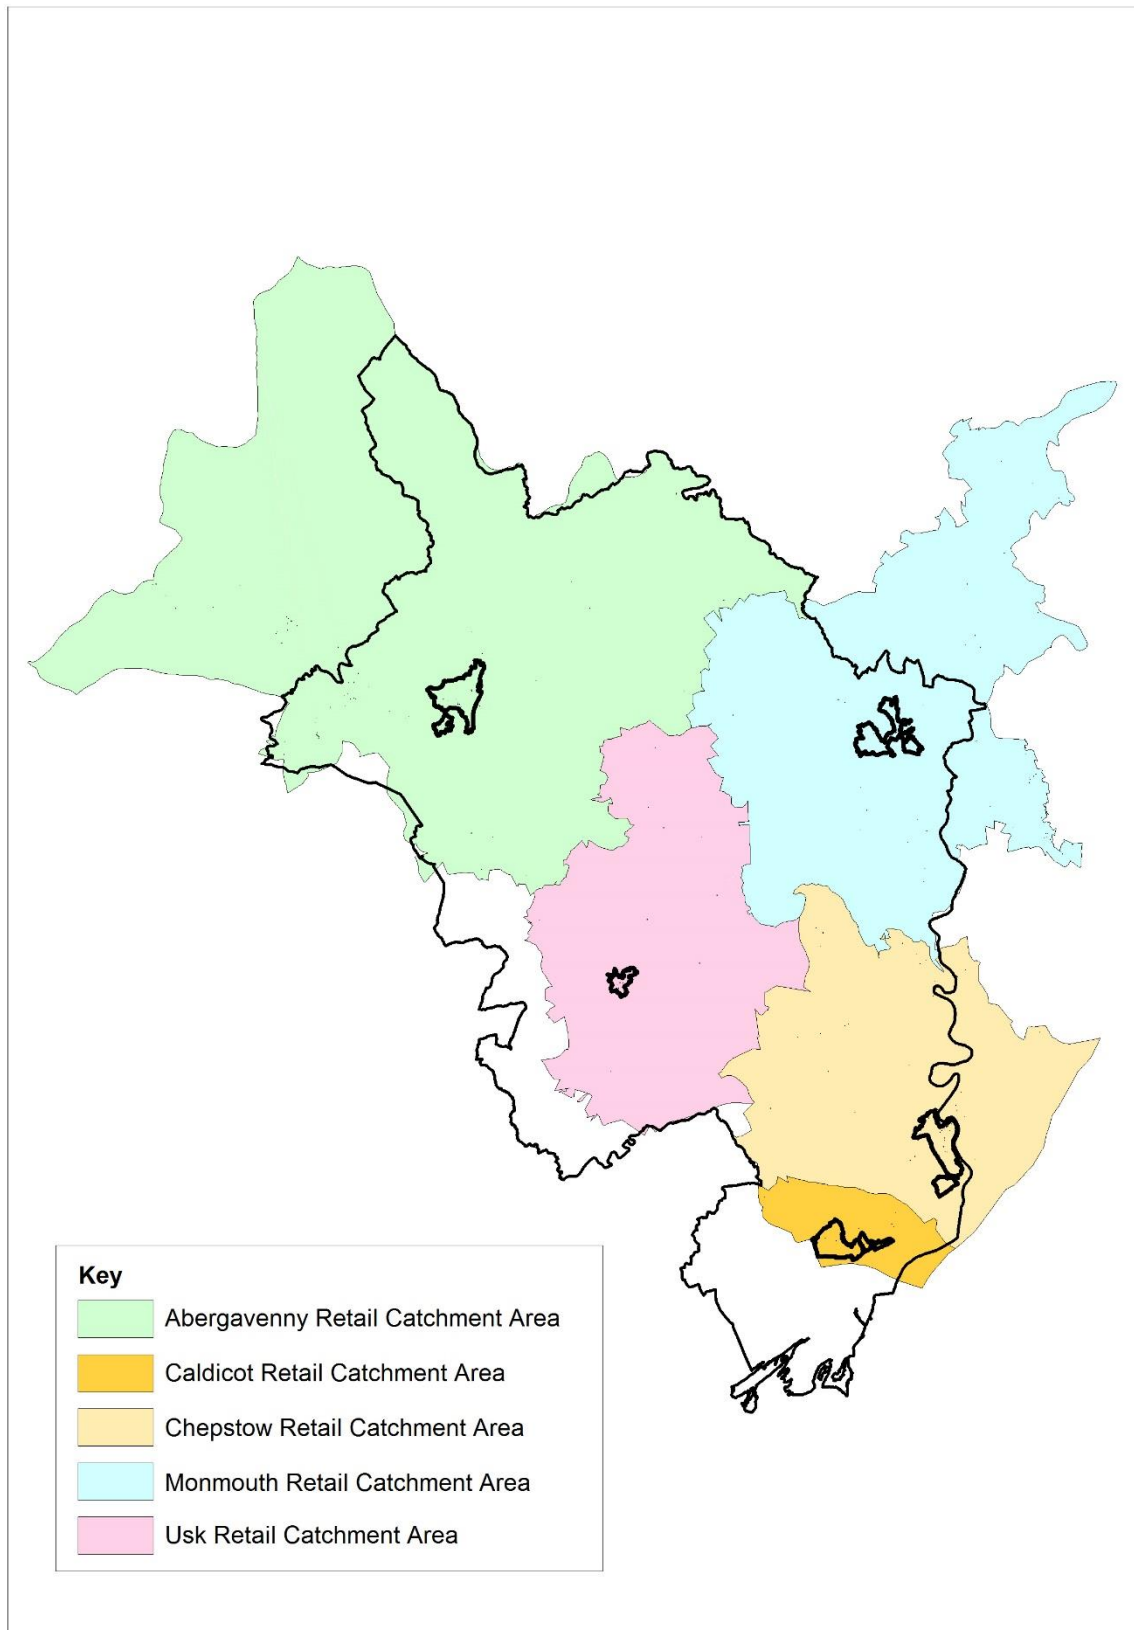 Key
Abergavenny Retail Catchment Area
Caldicot Retail Catchment Area
Chepstow Retail Catchment Area
Monmouth Retail Catchment Area
Usk Retail Catchment Area